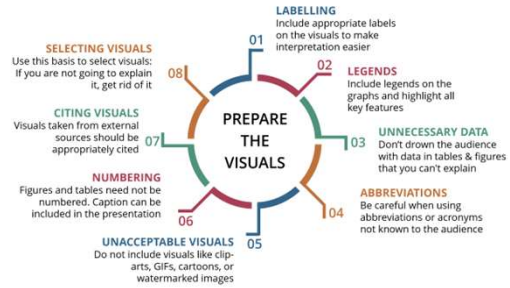 PREPARE
THE
VISUALS
01
LABELLING
Include appropriate labels
on the visuals to make
interpretation easier
02
LEGENDS
Include legends on the
graphs and highlight all
key features
03
UNNECESSARY DATA
Don't drown the audience
with data in tables & figures
that you can't explain
04
ABBREVIATIONS
Be careful when using
abbreviations or acronyms
not known to the audience
05
UNACCEPTABLE VISUALS
Do not include visuals like clip-
arts, GIFs, cartoons, or
watermarked images
06
NUMBERING
Figures and tables need not be
numbered. Caption can be
included in the presentation
07
CITING VISUALS
Visuals taken from external
sources should be
appropriately cited
08
SELECTING VISUALS
Use this basis to select visuals:
If you are not going to explain
it, get rid of it